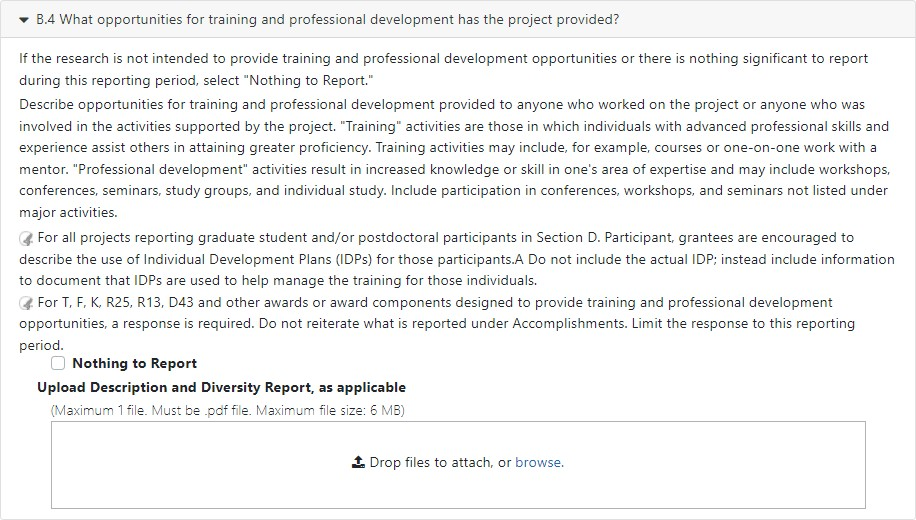 B.4 What opportunities for training and professional development has the project provided?
If the research is not intended to provide training and professional development opportunities or there is nothing significant to report
during this reporting period, select "Nothing to Report."
Describe opportunities for training and professional development provided to anyone who worked on the project or anyone who was
involved in the activities supported by the project. "Training" activities are those in which individuals with advanced professional skills and
experience assist others in attaining greater proficiency. Training activities may include, for example, courses or one-on-one work with a
mentor. "Professional development" activities result in increased knowledge or skill in one's area of expertise and may include workshops,
conferences, seminars, study groups, and individual study. Include participation in conferences, workshops, and seminars not listed under
major activities.
For all projects reporting graduate student and/or postdoctoral participants in Section D. Participant, grantees are encouraged to
describe the use of Individual Development Plans (IDPs) for those participants.A Do not include the actual IDP; instead include information
to document that IDPs are used to help manage the training for those individuals.
For T, F, K, R25, R13, D43 and other awards or award components designed to provide training and professional development
opportunities, a response is required. Do not reiterate what is reported under Accomplishments. Limit the response to this reporting
period.
Nothing to Report
Upload Description and Diversity Report, as applicable
(Maximum 1 file. Must be .pdf file. Maximum file size: 6 MB)
Drop files to attach, or browse.